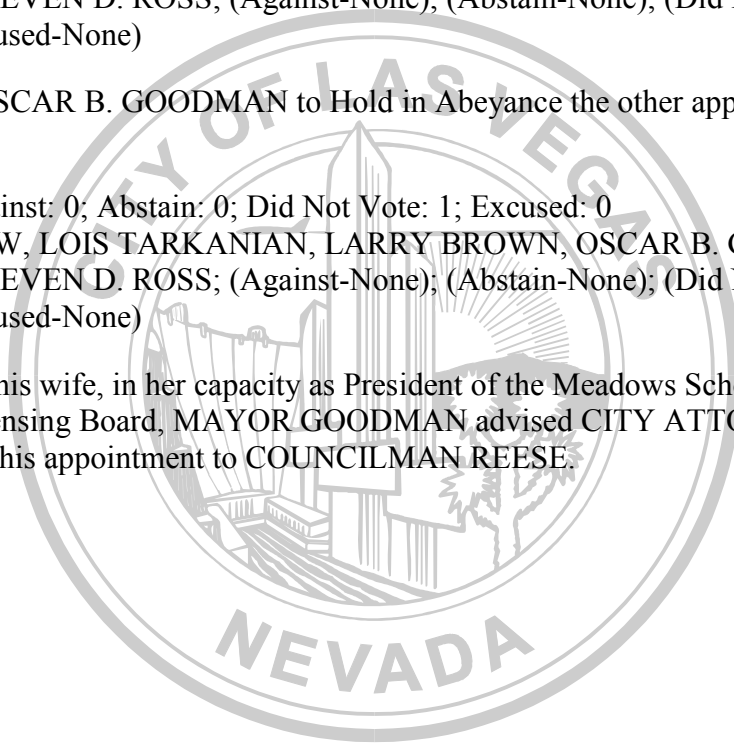 EVEN D. ROSS; (Against-None); (Abstain-None); (Did
used-None)
SCAR B. GOODMAN to Hold in Abeyance the other app
inst: 0; Abstain: 0; Did Not Vote: 1; Excused: 0
W, LOIS TARKANIAN, LARRY BROWN, OSCAR B.
EVEN D. ROSS; (Against-None); (Abstain-None); (Did
used-None)
his wife, in her capacity as President of the Meadows Sch
ensing Board, MAYOR GOODMAN advised CITY ATTO
his appointment to COUNCILMAN REESE.
CITY OF LAS VEGAS
NEVADA